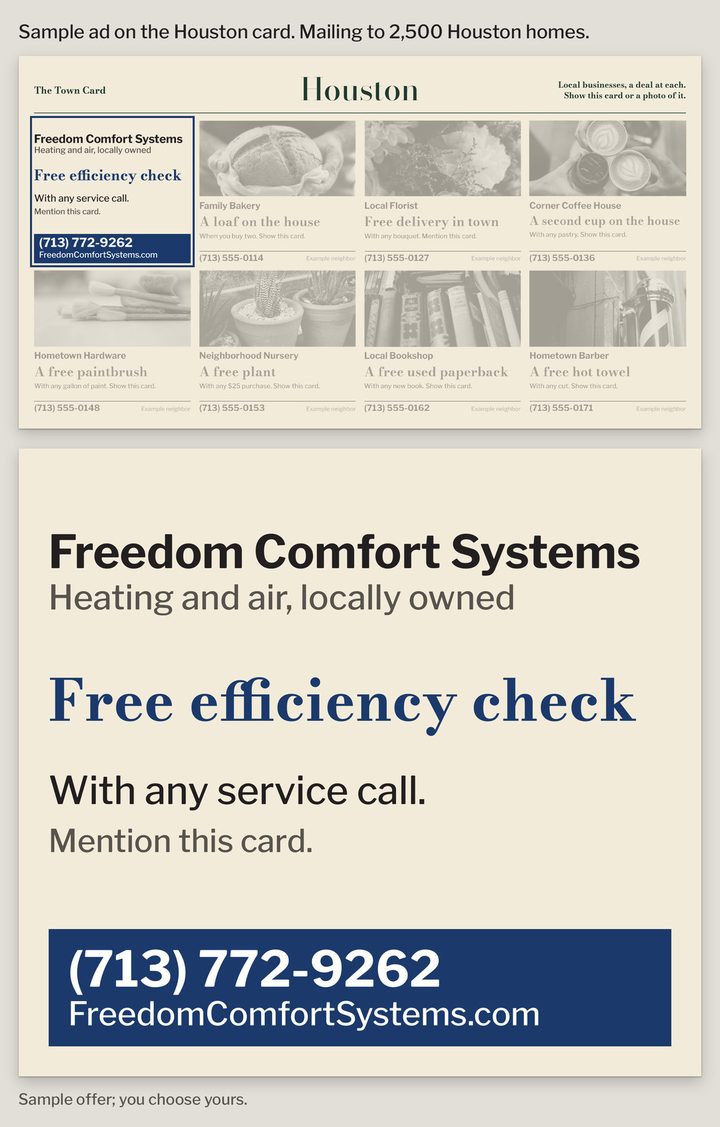 Sample ad on the Houston card. Mailing to 2,500 Houston homes.
The Town Card
Houston
Local businesses, a deal at each.
Show this card or a photo of it.
Freedom Comfort Systems
Heating and air, locally owned
Free efficiency check
With any service call.
Mention this card.
(713) 772-9262
FreedomComfortSystems.com
Family Bakery
A loaf on the house
When you buy two. Show this card.
(713) 555-0114
Example neighbor
Local Florist
Free delivery in town
With any bouquet. Mention this card.
(713) 555-0127
Example neighbor
Corner Coffee House
A second cup on the house
With any pastry. Show this card.
(713) 555-0136
Example neighbor
Hometown Hardware
A free paintbrush
With any gallon of paint. Show this card.
(713) 555-0148
Example neighbor
Neighborhood Nursery
A free plant
With any $25 purchase. Show this card.
(713) 555-0153
Example neighbor
Local Bookshop
A free used paperback
With any new book. Show this card.
(713) 555-0162
Example neighbor
Hometown Barber
A free hot towel
With any cut. Show this card.
(713) 555-0171
Example neighbor
Freedom Comfort Systems
Heating and air, locally owned
Free efficiency check
With any service call.
Mention this card.
(713) 772-9262
FreedomComfortSystems.com
Sample offer; you choose yours.